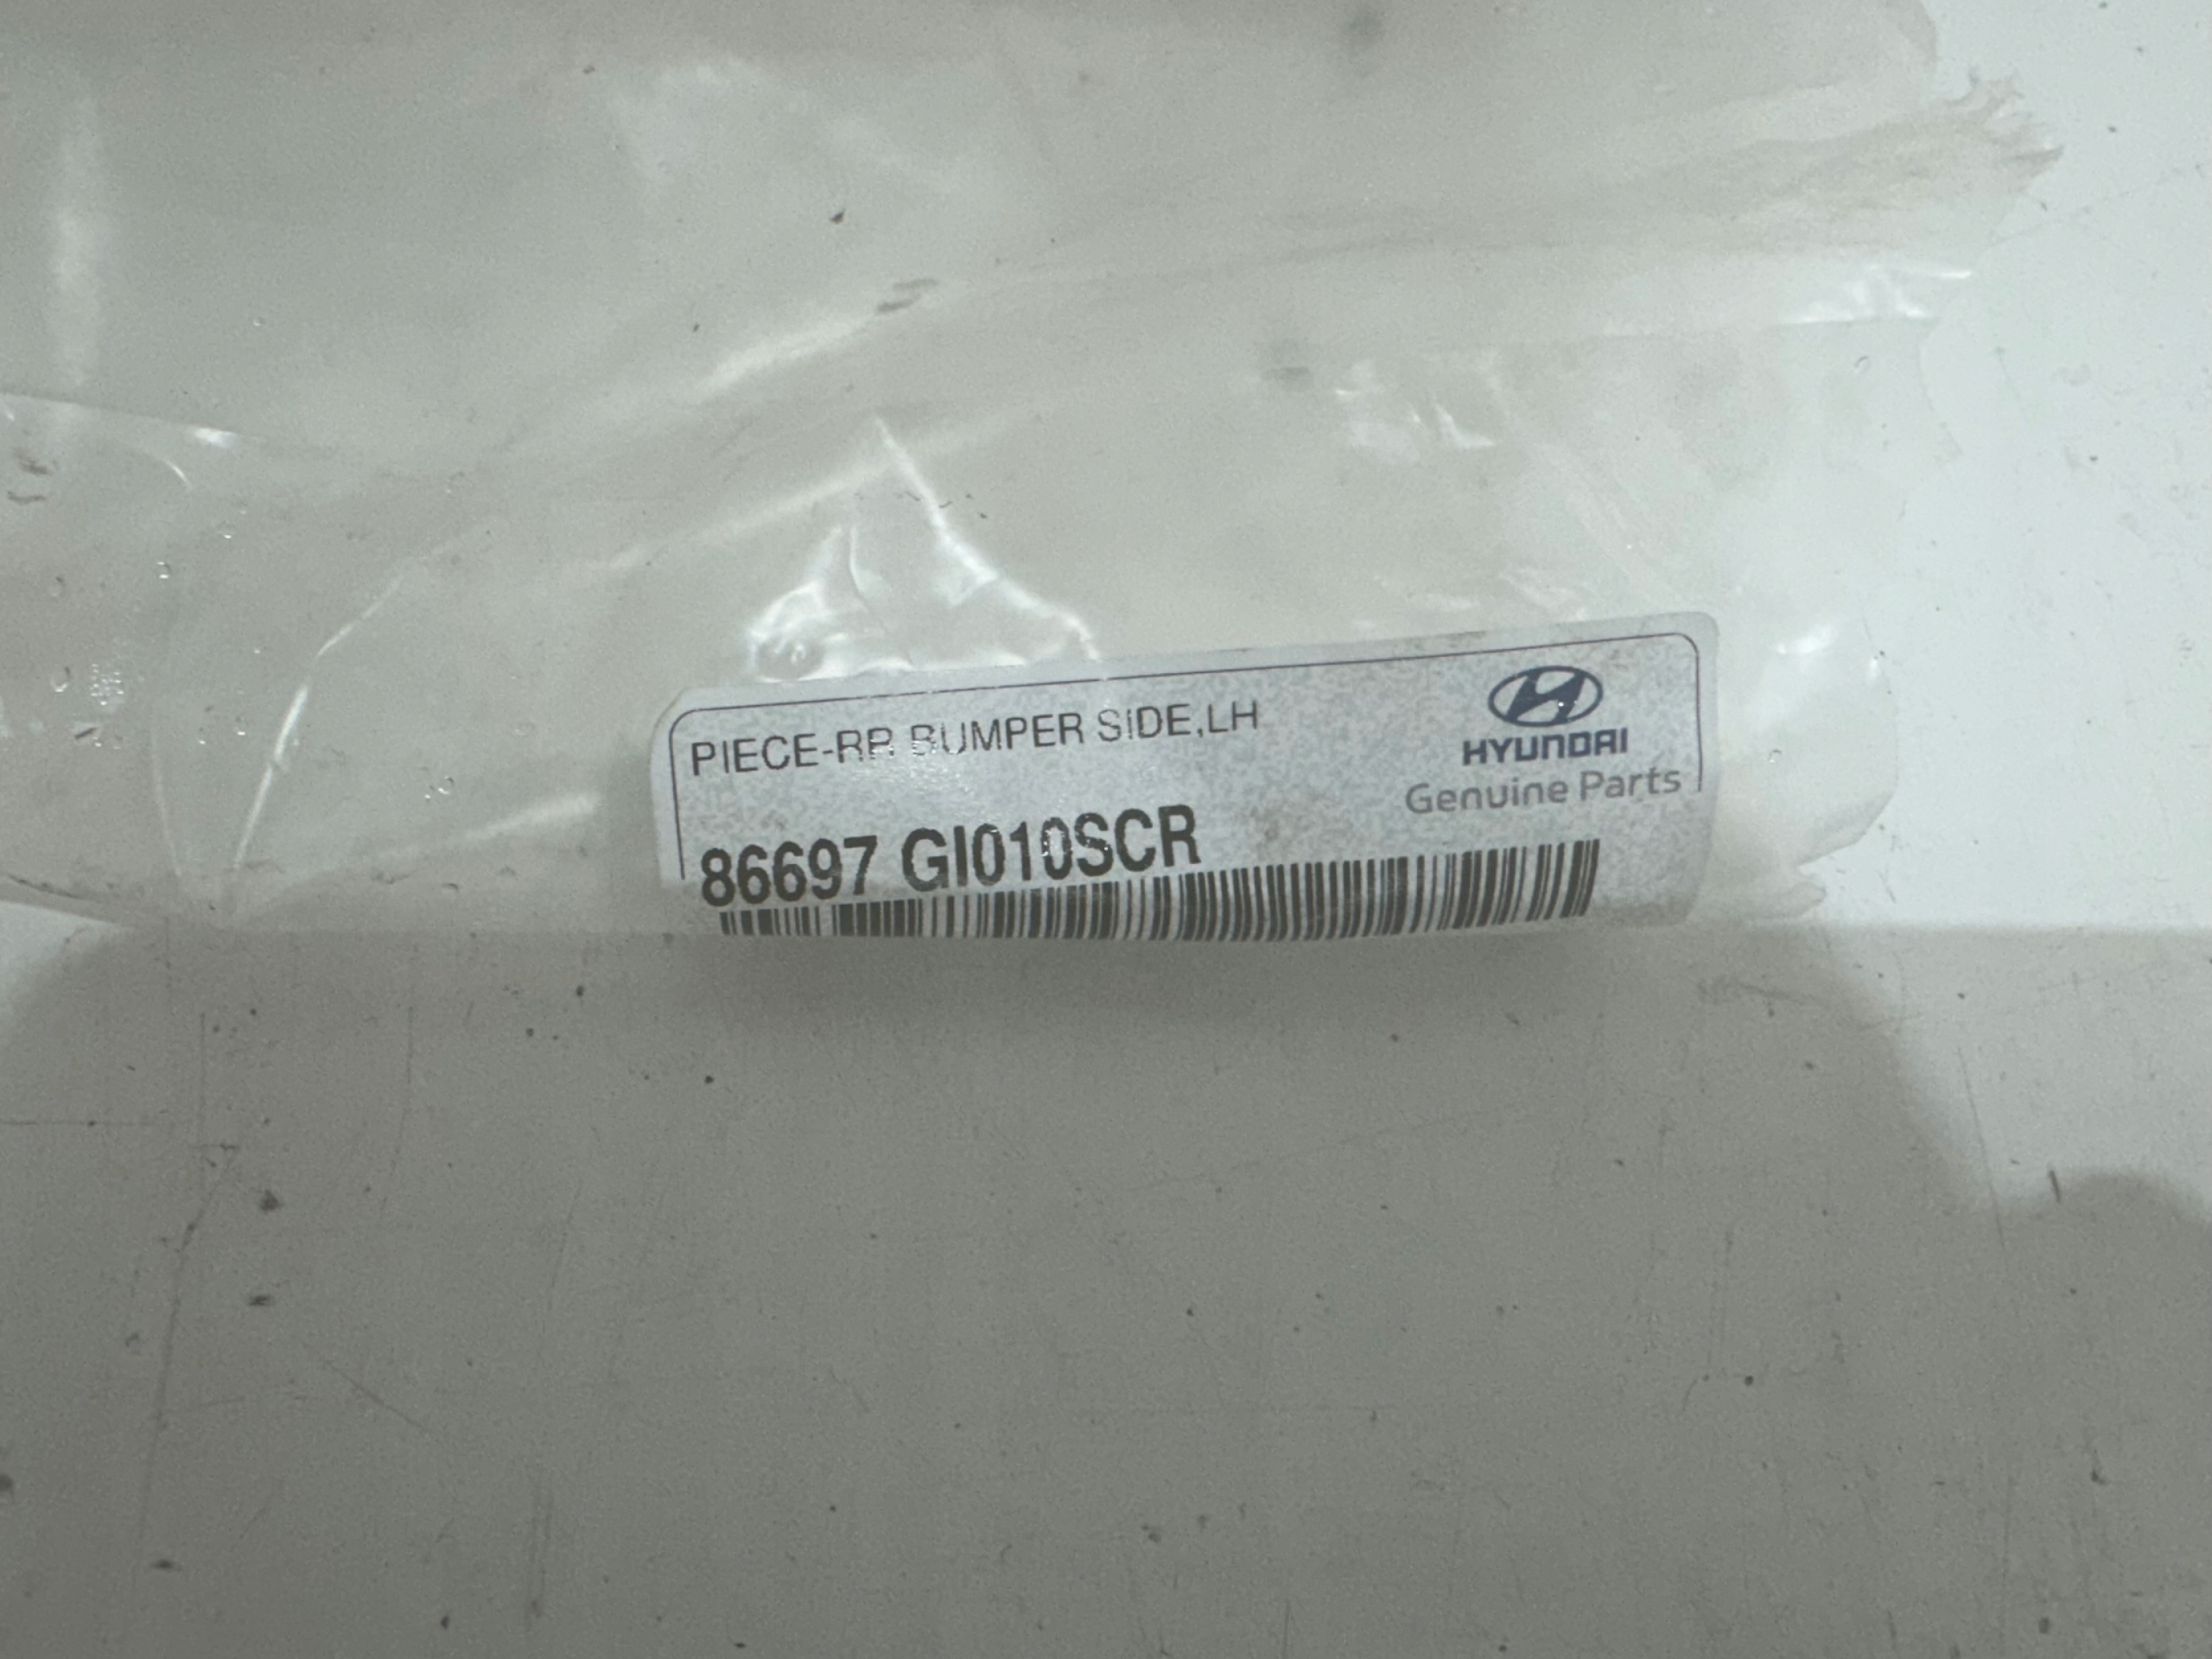 PIECE-RR BUMPER SIDE,LH
HYUNDAI
Genuine Parts
86697 GI010SCR